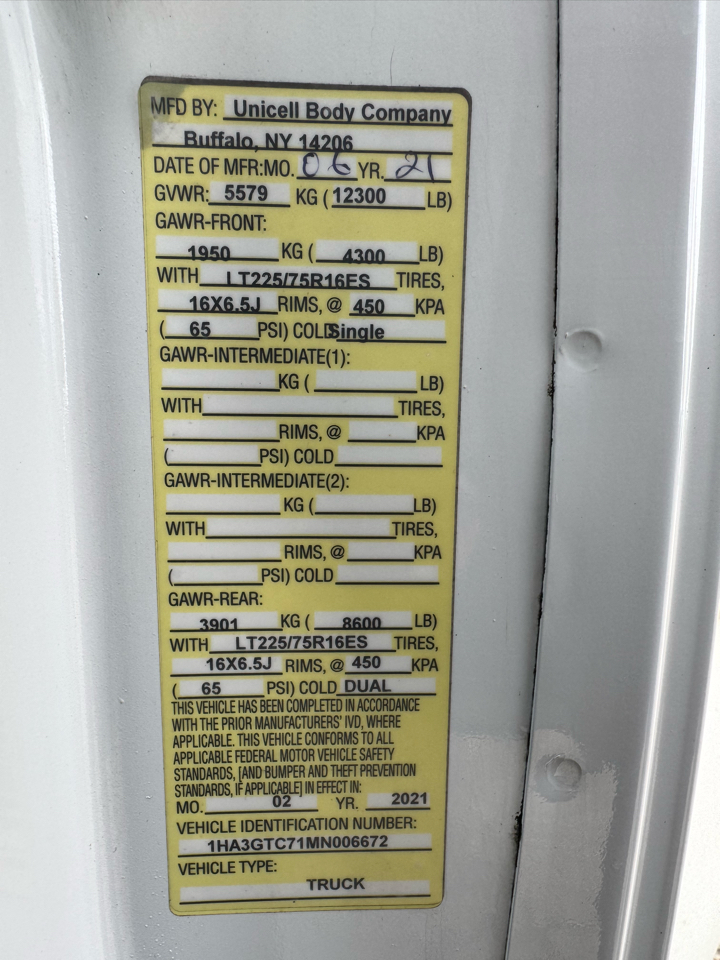 MFD BY: Unicell Body Company
Buffalo, NY 14206
DATE OF MFR:MO. 06 YR. 21
GVWR: 5579 KG ( 12300 LB)
GAWR-FRONT:
1950 KG ( 4300 LB)
WITH LT225/75R16ES TIRES,
16X6.5J RIMS, @ 450 KPA
( 65 PSI) COLD Single
GAWR-INTERMEDIATE(1):
KG ( LB)
WITH TIRES,
RIMS, @ KPA
( PSI) COLD
GAWR-INTERMEDIATE(2):
KG ( LB)
WITH TIRES,
RIMS, @ KPA
( PSI) COLD
GAWR-REAR:
3901 KG ( 8600 LB)
WITH LT225/75R16ES TIRES,
16X6.5J RIMS, @ 450 KPA
( 65 PSI) COLD DUAL
THIS VEHICLE HAS BEEN COMPLETED IN ACCORDANCE
WITH THE PRIOR MANUFACTURERS' IVD, WHERE
APPLICABLE. THIS VEHICLE CONFORMS TO ALL
APPLICABLE FEDERAL MOTOR VEHICLE SAFETY
STANDARDS, [AND BUMPER AND THEFT PREVENTION
STANDARDS, IF APPLICABLE] IN EFFECT IN:
MO. 02 YR. 2021
VEHICLE IDENTIFICATION NUMBER:
1HA3GTC71MN006672
VEHICLE TYPE:
TRUCK